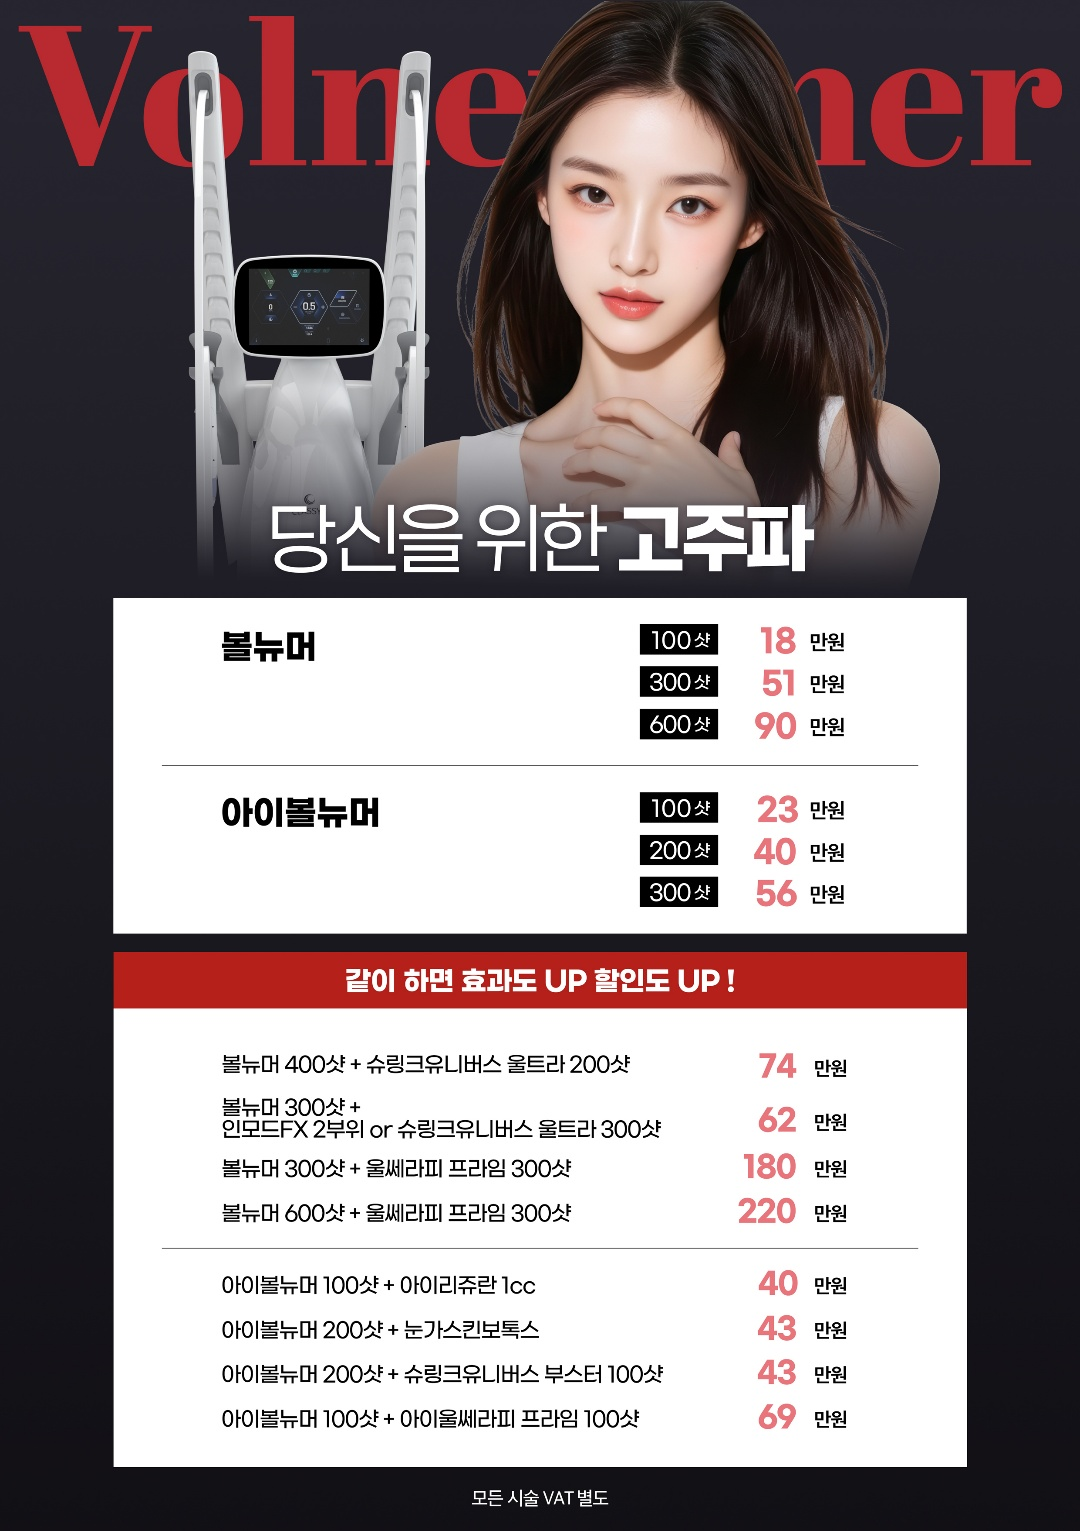 Volnewmer
0.5
당신을 위한 고주파
볼뉴머
100샷 18 만원
300샷 51 만원
600샷 90 만원
아이볼뉴머
100샷 23 만원
200샷 40 만원
300샷 56 만원
같이 하면 효과도 UP 할인도 UP !
볼뉴머 400샷 + 슈링크유니버스 울트라 200샷 74 만원
볼뉴머 300샷 +
인모드FX 2부위 or 슈링크유니버스 울트라 300샷 62 만원
볼뉴머 300샷 + 울쎄라피 프라임 300샷 180 만원
볼뉴머 600샷 + 울쎄라피 프라임 300샷 220 만원
아이볼뉴머 100샷 + 아이리쥬란 1cc 40 만원
아이볼뉴머 200샷 + 눈가스킨보톡스 43 만원
아이볼뉴머 200샷 + 슈링크유니버스 부스터 100샷 43 만원
아이볼뉴머 100샷 + 아이울쎄라피 프라임 100샷 69 만원
모든 시술 VAT 별도